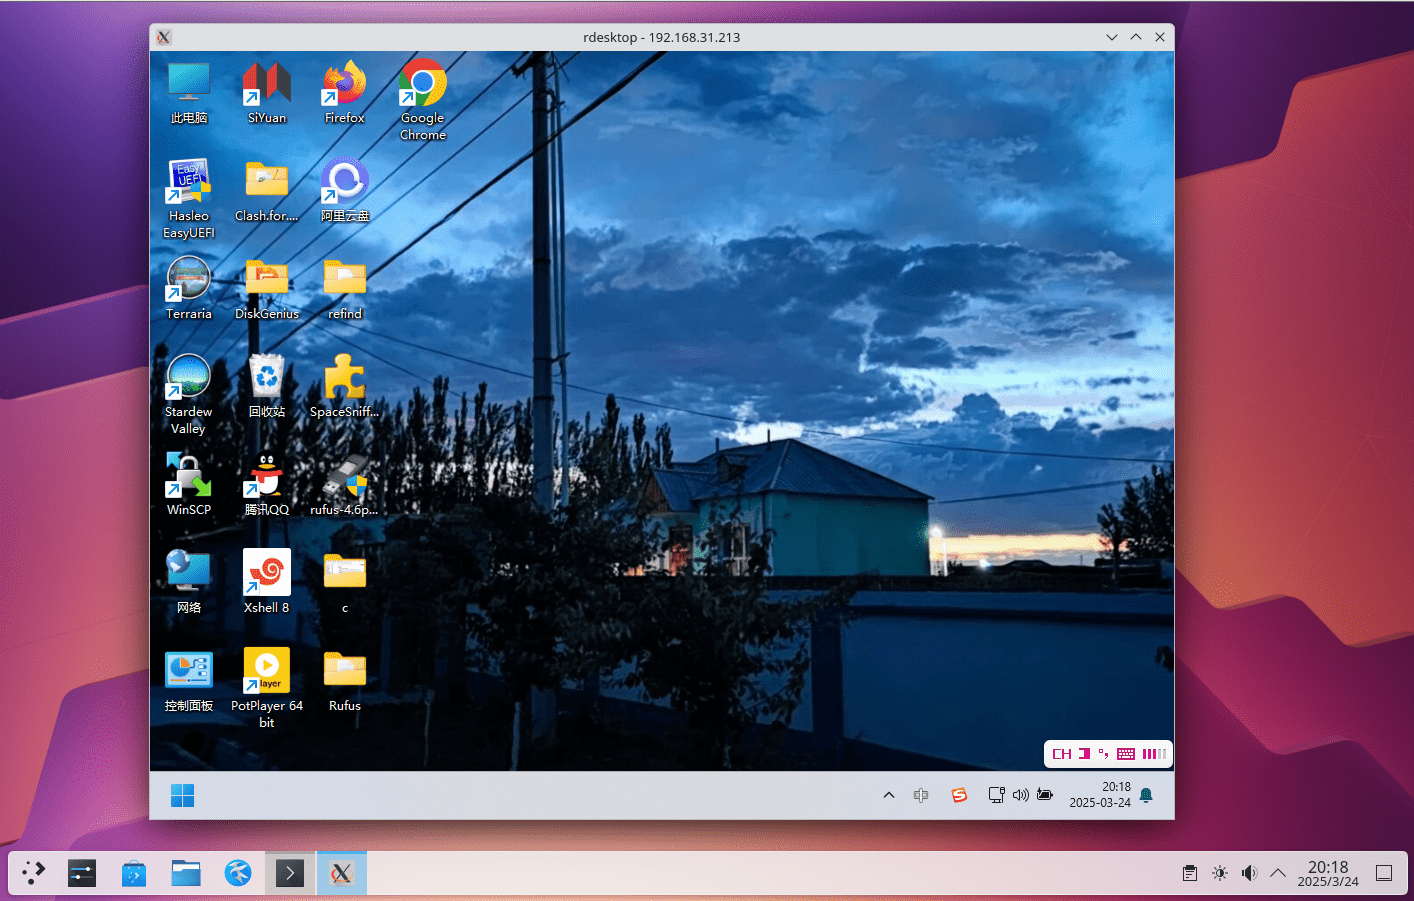 rdesktop - 192.168.31.213
此电脑
SiYuan
Firefox
Google
Chrome
Easy
UEFI
Hasleo
EasyUEFI
Clash.for....
阿里云盘
Terraria
DiskGenius
refind
Stardew
Valley
回收站
SpaceSniff...
WinSCP
腾讯QQ
rufus-4.6p...
网络
Xshell 8
c
控制面板
layer
PotPlayer 64
bit
Rufus
CH
20:18
2025-03-24
20:18
2025/3/24